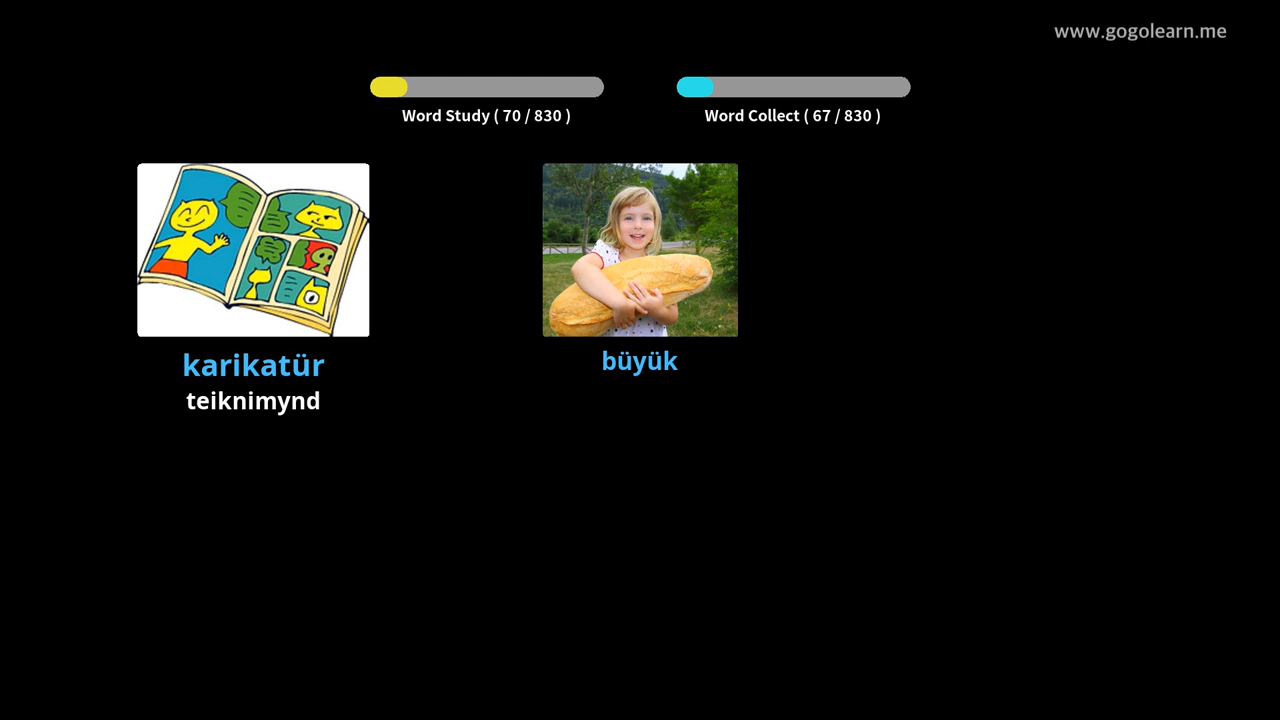 www.gogolearn.me
Word Study ( 70 / 830 )
Word Collect ( 67 / 830 )
karikatür
teiknimynd
büyük